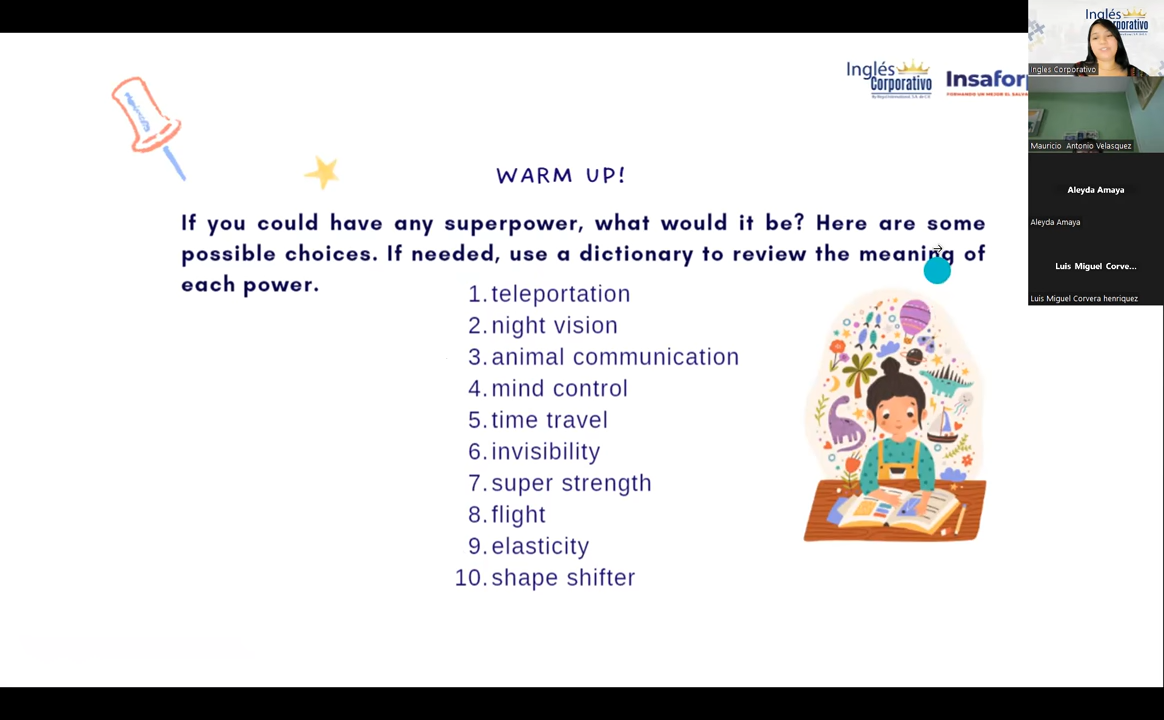 Inglés
Corporativo
Insafor
WARM UP!
If you could have any superpower, what would it be? Here are some
possible choices. If needed, use a dictionary to review the meaning of
each power.
1. teleportation
2. night vision
3. animal communication
4. mind control
5. time travel
6. invisibility
7. super strength
8. flight
9. elasticity
10. shape shifter
Inglés
Ingles Corporativo
Mauricio Antonio Velasquez
Aleyda Amaya
Aleyda Amaya
Luis Miguel Corve...
Luis Miguel Corvera henriquez